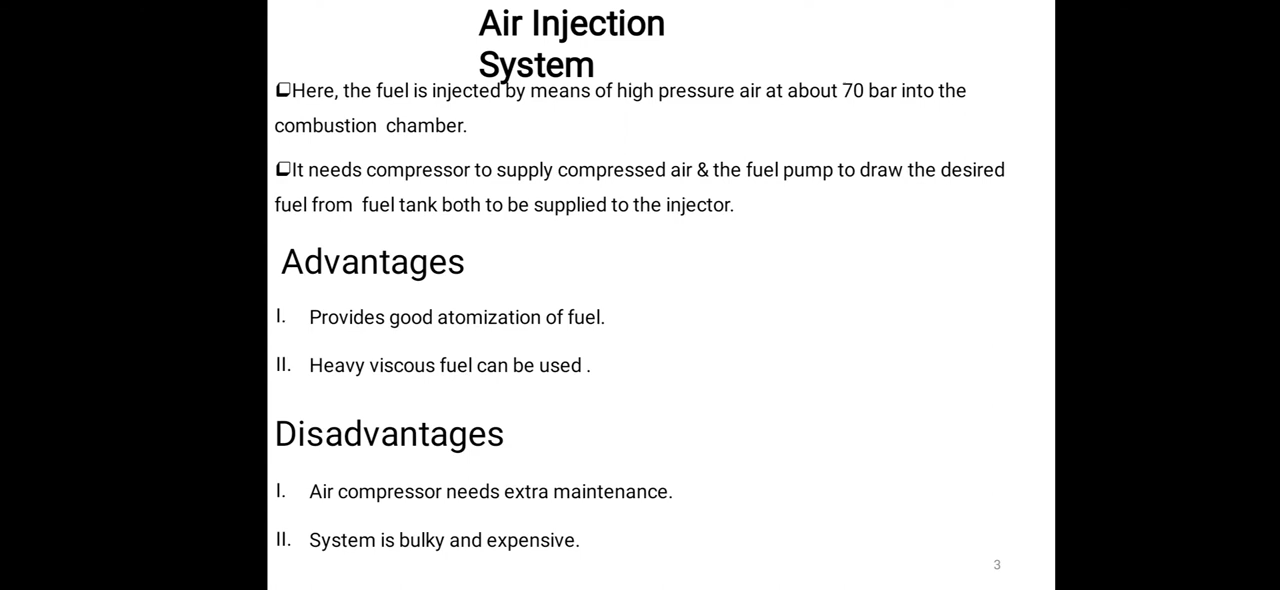 Air Injection
System
❑Here, the fuel is injected by means of high pressure air at about 70 bar into the
combustion chamber.
❑It needs compressor to supply compressed air & the fuel pump to draw the desired
fuel from fuel tank both to be supplied to the injector.
Advantages
I. Provides good atomization of fuel.
II. Heavy viscous fuel can be used .
Disadvantages
I. Air compressor needs extra maintenance.
II. System is bulky and expensive.
3